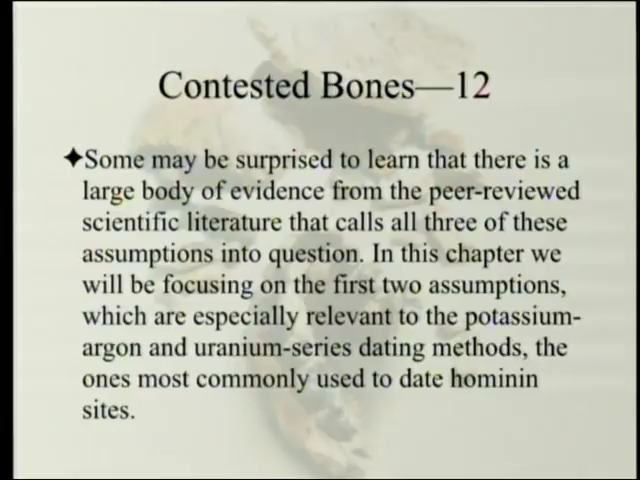 Contested Bones—12
✦Some may be surprised to learn that there is a
large body of evidence from the peer-reviewed
scientific literature that calls all three of these
assumptions into question. In this chapter we
will be focusing on the first two assumptions,
which are especially relevant to the potassium-
argon and uranium-series dating methods, the
ones most commonly used to date hominin
sites.